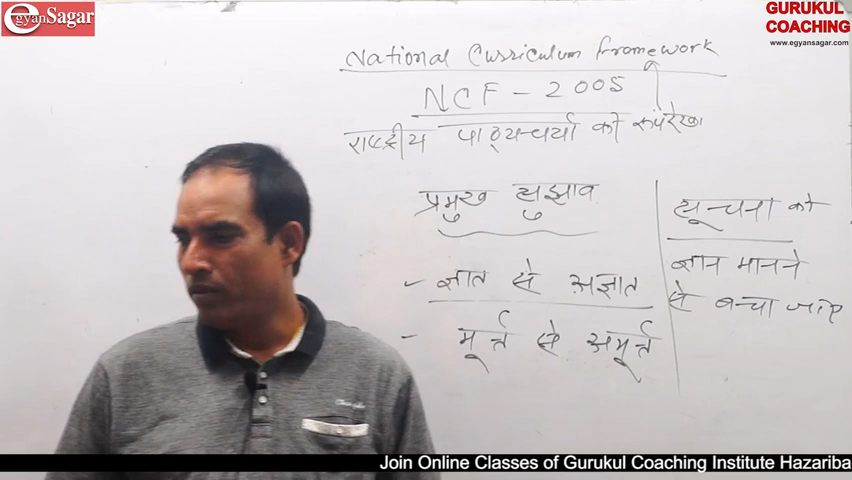 egyanSagar
GURUKUL
COACHING
www.egyansagar.com
National Curriculum Framework
NCF - 2005
राष्ट्रीय पाठ्यचर्या की रूपरेखा
प्रमुख सुझाव
- ज्ञात से अज्ञात
- मूर्त्त से अमूर्त्त
सूचना को
ज्ञान मानने
से बचा जाए
Join Online Classes of Gurukul Coaching Institute Hazariba